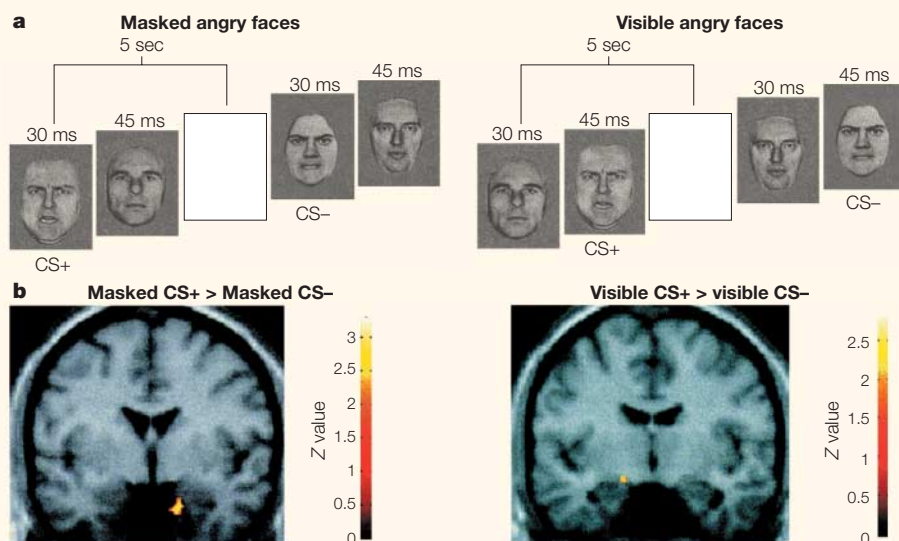 a
Masked angry faces
5 sec
30 ms
45 ms
30 ms
45 ms
CS+
CS–
Visible angry faces
5 sec
30 ms
45 ms
30 ms
45 ms
CS+
CS–
b
Masked CS+ > Masked CS–
3
2.5
2
1.5
1
0.5
0
Z value
Visible CS+ > visible CS–
2.5
2
1.5
1
0.5
0
Z value